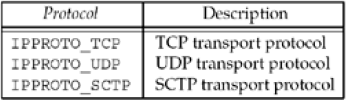 Protocol Description
IPPROTO_TCP TCP transport protocol
IPPROTO_UDP UDP transport protocol
IPPROTO_SCTP SCTP transport protocol